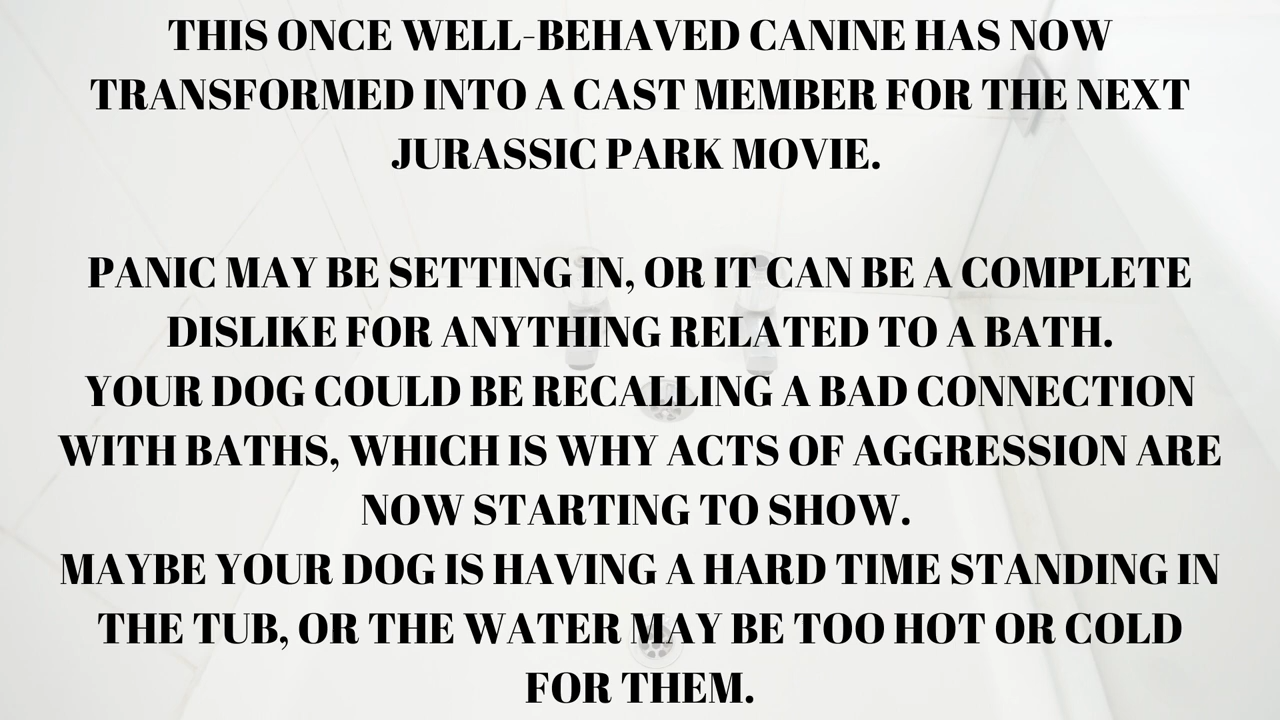 THIS ONCE WELL-BEHAVED CANINE HAS NOW
TRANSFORMED INTO A CAST MEMBER FOR THE NEXT
JURASSIC PARK MOVIE.
PANIC MAY BE SETTING IN, OR IT CAN BE A COMPLETE
DISLIKE FOR ANYTHING RELATED TO A BATH.
YOUR DOG COULD BE RECALLING A BAD CONNECTION
WITH BATHS, WHICH IS WHY ACTS OF AGGRESSION ARE
NOW STARTING TO SHOW.
MAYBE YOUR DOG IS HAVING A HARD TIME STANDING IN
THE TUB, OR THE WATER MAY BE TOO HOT OR COLD
FOR THEM.